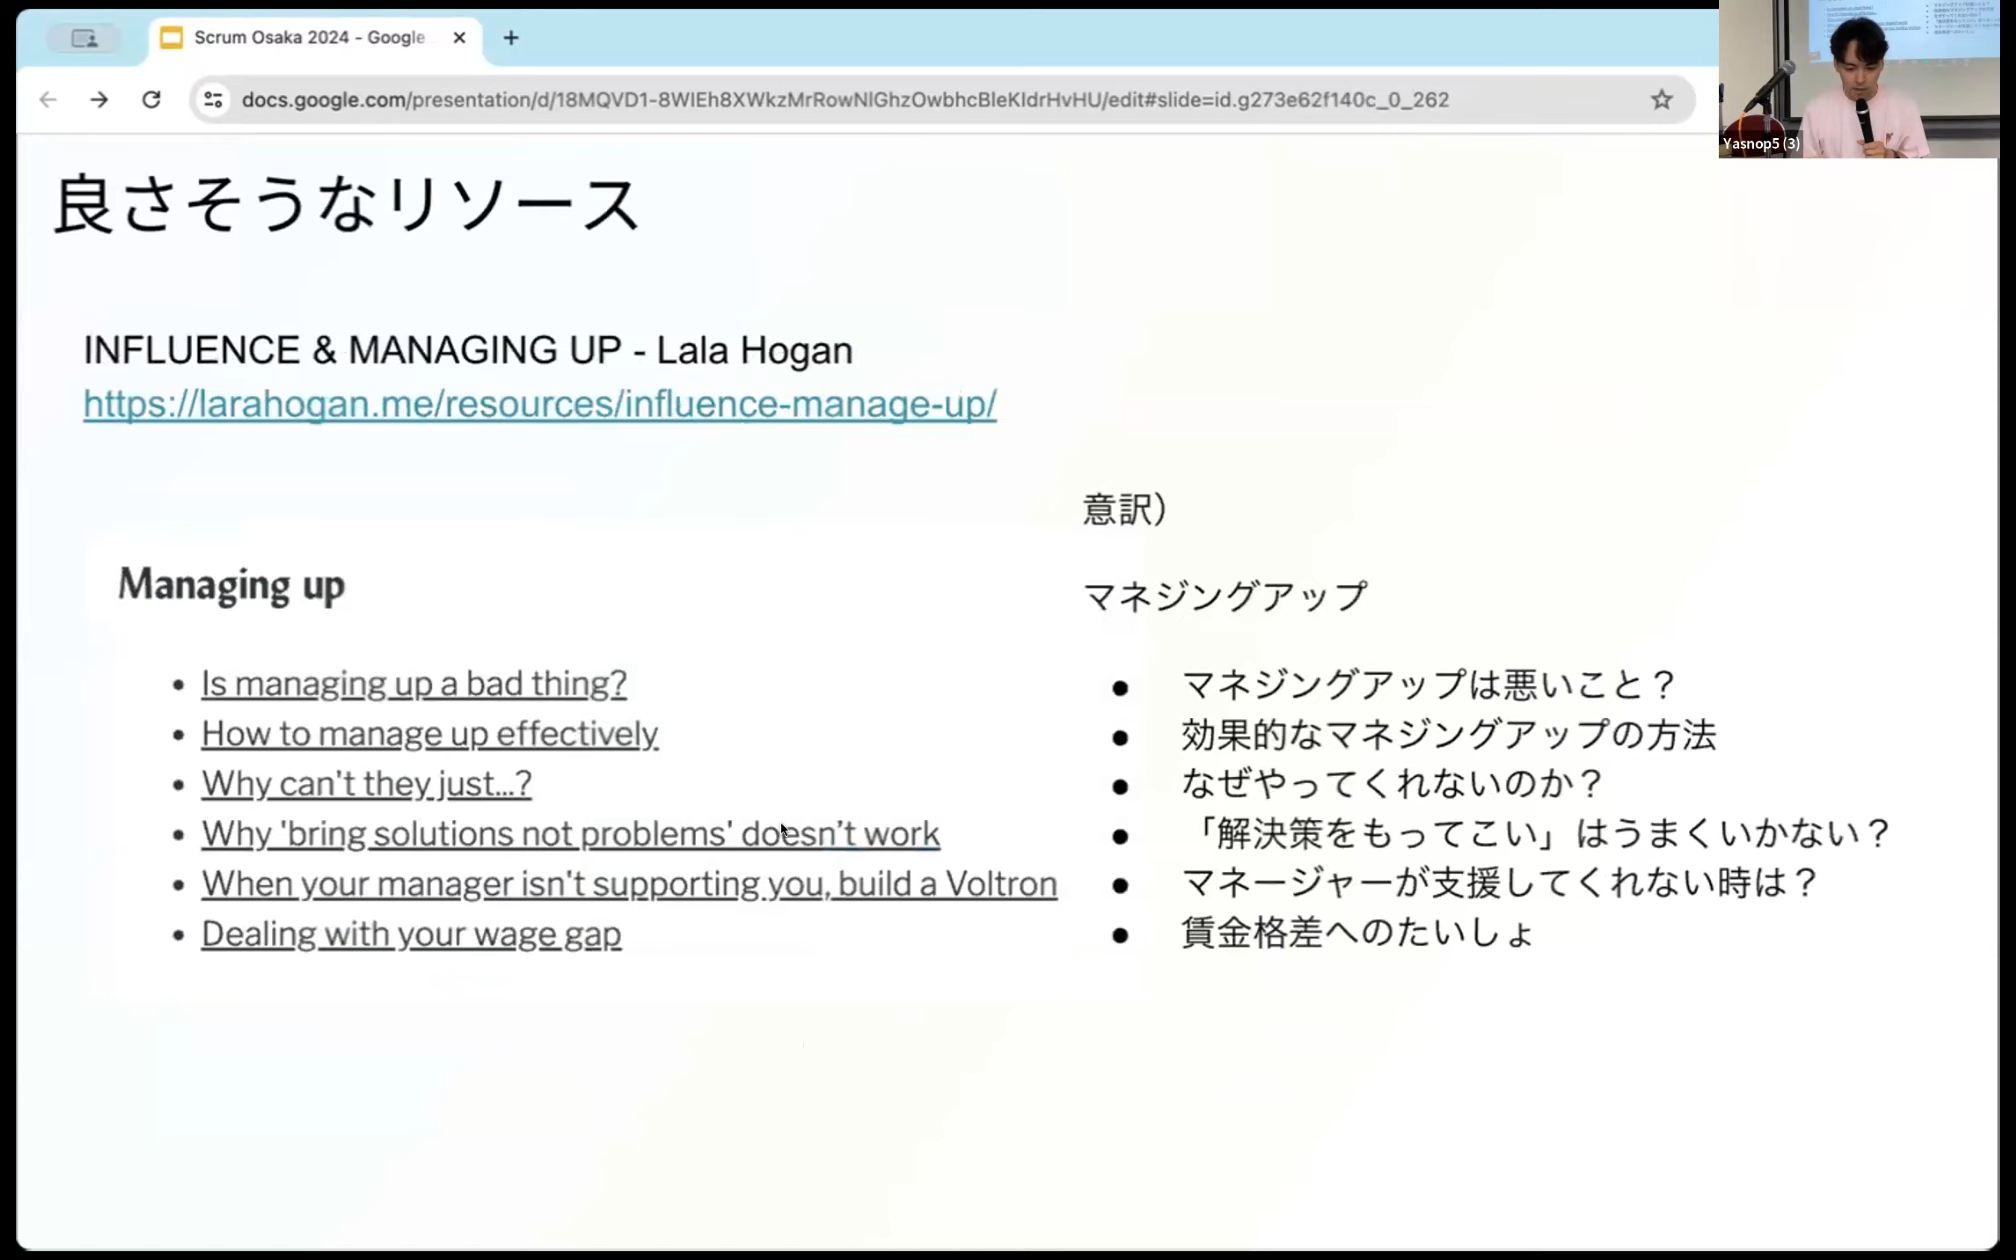 Scrum Osaka 2024 - Google
docs.google.com/presentation/d/18MQVD1-8WIEh8XWkzMrRowNlGhzOwbhcBleKIdrHvHU/edit#slide=id.g273e62f140c_0_262
Yasnop5 (3)
良さそうなリソース
INFLUENCE & MANAGING UP - Lala Hogan
https://larahogan.me/resources/influence-manage-up/
Managing up
• Is managing up a bad thing?
• How to manage up effectively
• Why can't they just...?
• Why 'bring solutions not problems' doesn't work
• When your manager isn't supporting you, build a Voltron
• Dealing with your wage gap
意訳）
マネジングアップ
● マネジングアップは悪いこと？
● 効果的なマネジングアップの方法
● なぜやってくれないのか？
● 「解決策をもってこい」はうまくいかない？
● マネージャーが支援してくれない時は？
● 賃金格差へのたいしょ